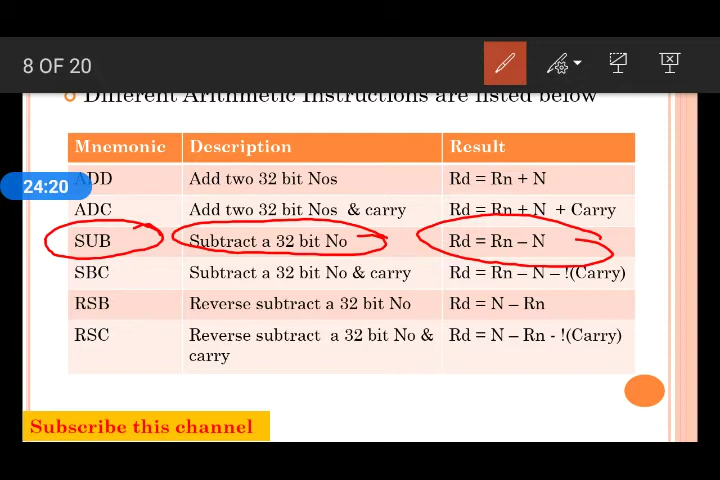 8 OF 20
Different Arithmetic Instructions are listed below
Mnemonic Description Result
24:20
ADD Add two 32 bit Nos Rd = Rn + N
ADC Add two 32 bit Nos & carry Rd = Rn + N + Carry
SUB Subtract a 32 bit No Rd = Rn – N
SBC Subtract a 32 bit No & carry Rd = Rn – N – !(Carry)
RSB Reverse subtract a 32 bit No Rd = N – Rn
RSC Reverse subtract a 32 bit No & Rd = N – Rn - !(Carry)
carry
Subscribe this channel